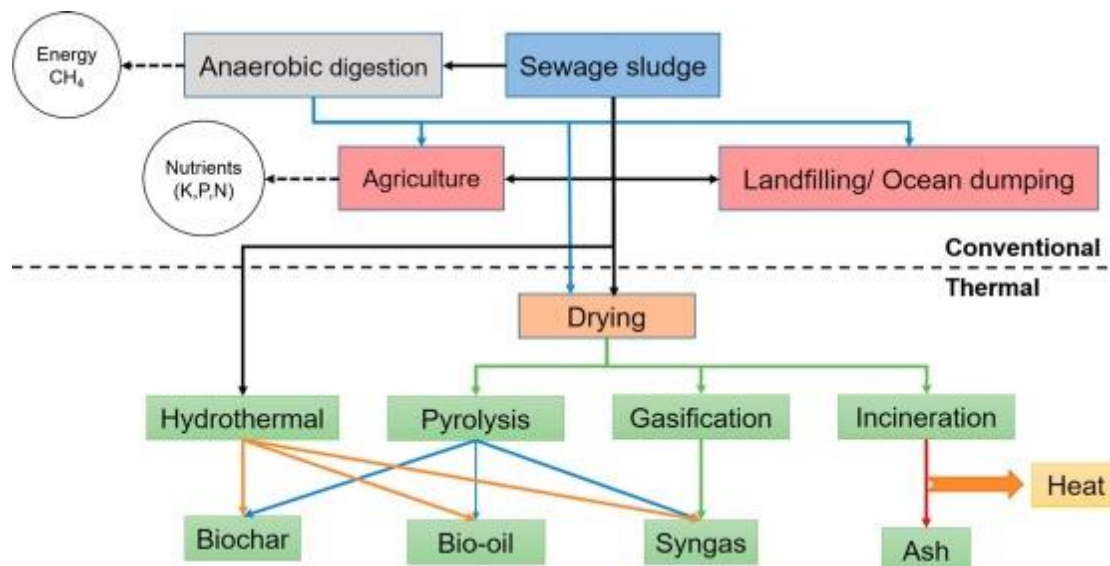 Energy
CH₄
Anaerobic digestion
Sewage sludge
Nutrients
(K,P,N)
Agriculture
Landfilling/ Ocean dumping
Conventional
Thermal
Drying
Hydrothermal
Pyrolysis
Gasification
Incineration
Heat
Biochar
Bio-oil
Syngas
Ash